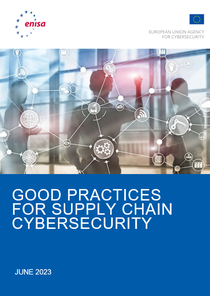 enisa
EUROPEAN UNION AGENCY
FOR CYBERSECURITY
GOOD PRACTICES
FOR SUPPLY CHAIN
CYBERSECURITY
JUNE 2023